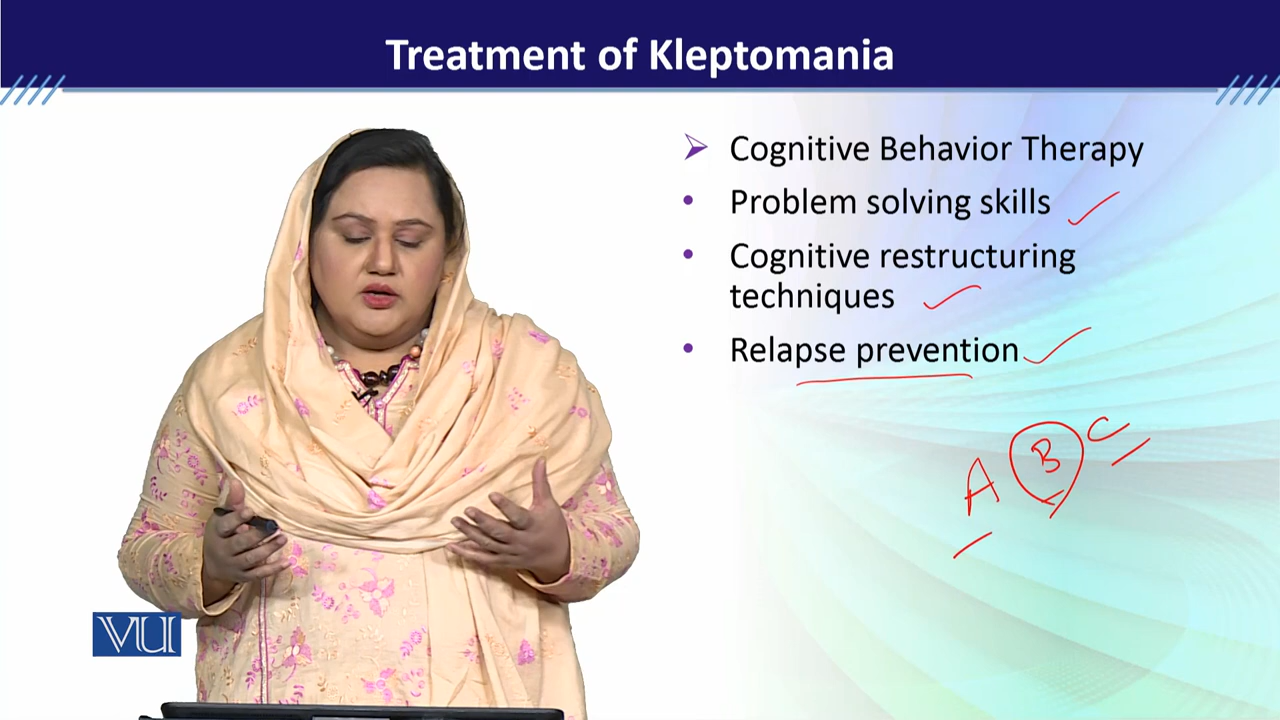 Treatment of Kleptomania
Cognitive Behavior Therapy
Problem solving skills
Cognitive restructuring
techniques
Relapse prevention
A B C
VU